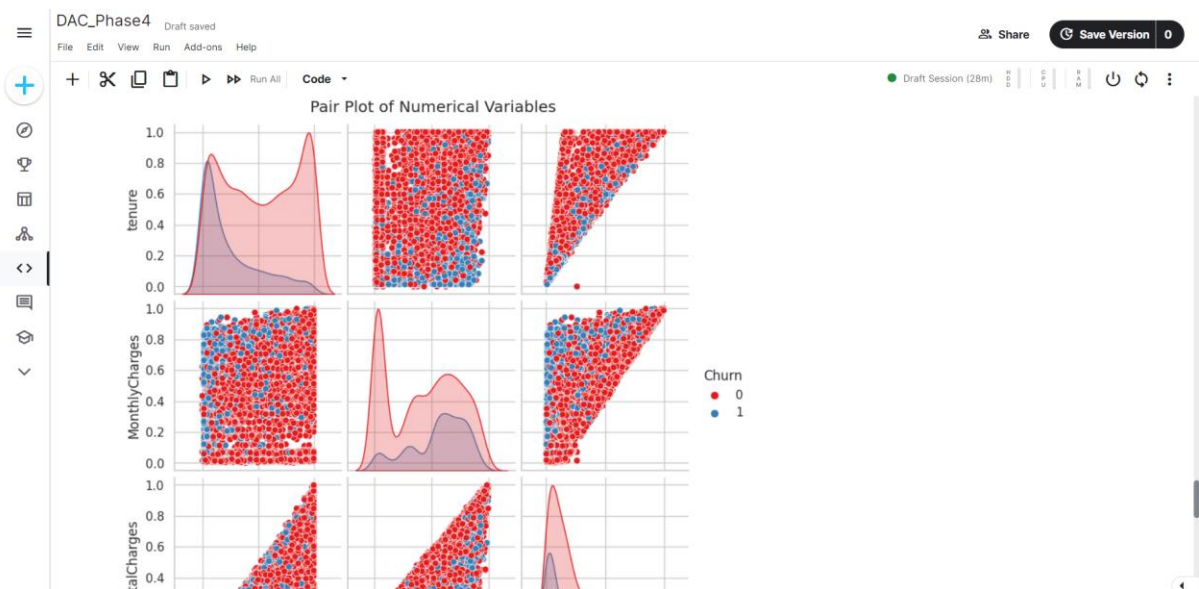 DAC_Phase4 Draft saved
File Edit View Run Add-ons Help
Share
Save Version 0
Run All Code
Draft Session (28m)
HDD
CPU
RAM
Pair Plot of Numerical Variables
1.0
0.8
0.6
0.4
0.2
0.0
tenure
1.0
0.8
0.6
0.4
0.2
0.0
MonthlyCharges
Churn
0
1
1.0
0.8
0.6
0.4
talCharges